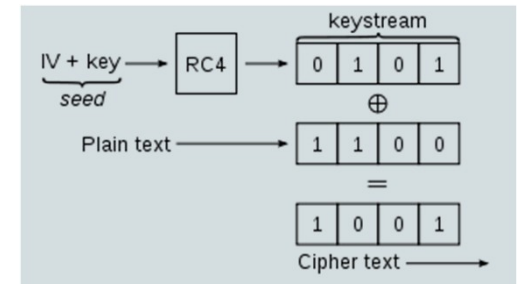 keystream
IV + key
RC4
0 1 0 1
seed
⊕
Plain text
1 1 0 0
=
1 0 0 1
Cipher text